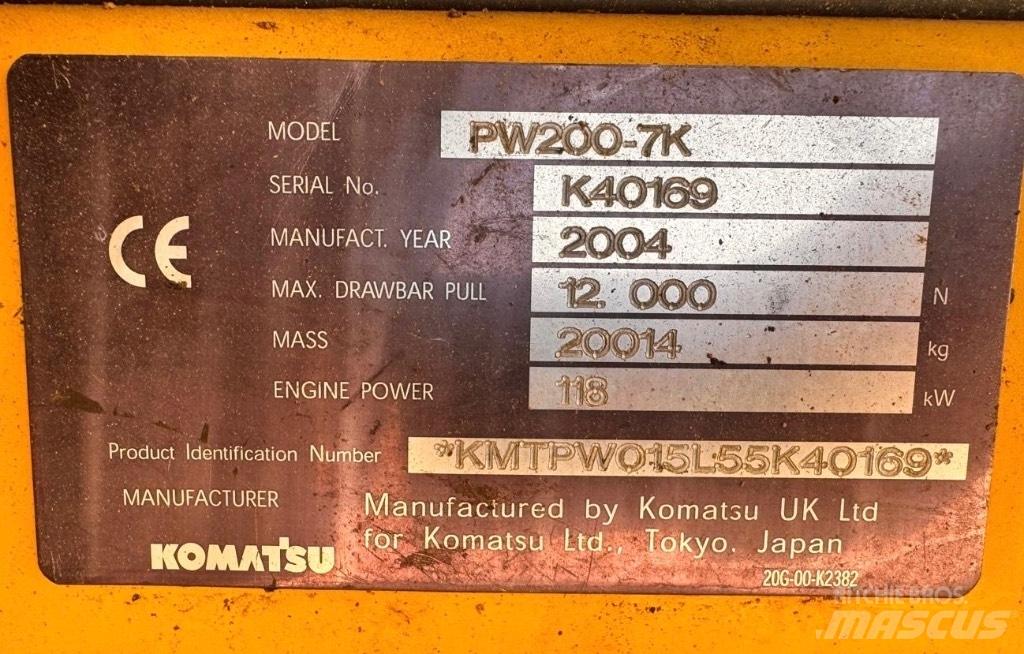 MODEL PW200-7K
SERIAL No. K40169
MANUFACT. YEAR 2004
MAX. DRAWBAR PULL 12. 000 N
MASS 20014 kg
ENGINE POWER 118 kW
CE
Product Identification Number *KMTPW015L55K40169*
MANUFACTURER Manufactured by Komatsu UK Ltd
for Komatsu Ltd., Tokyo. Japan
KOMATSU
20G-00-K2382
RITCHIE BROS.
MASCUS